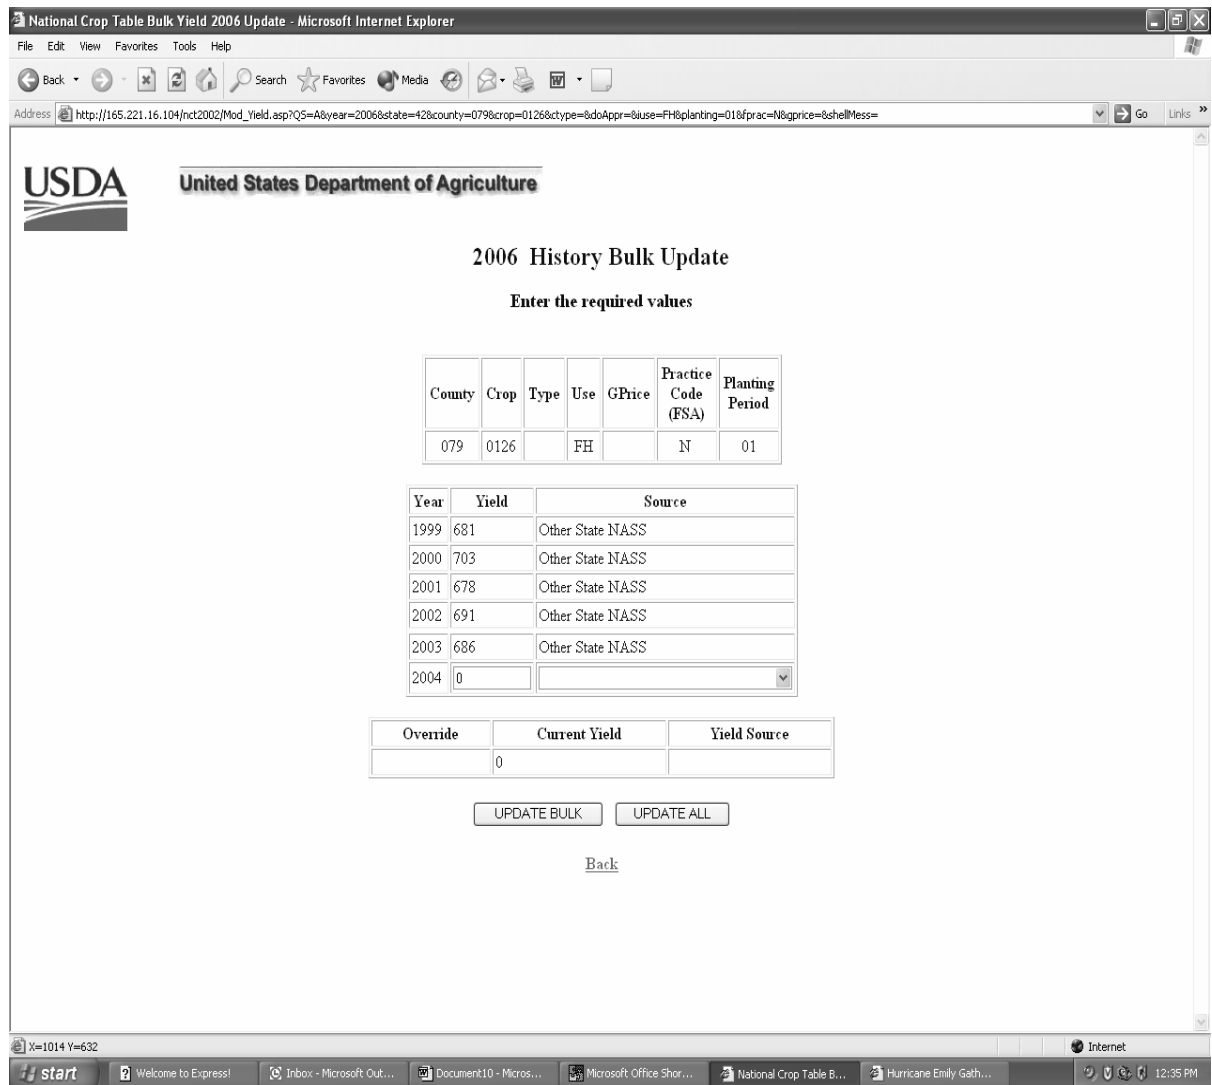 National Crop Table Bulk Yield 2006 Update - Microsoft Internet Explorer
File Edit View Favorites Tools Help
Back Search Favorites Media
Address http://165.221.16.104/nct2002/Mod_Yield.asp?QS=A&year=2006&state=42&county=079&crop=0126&ctype=&doAppr=&iuse=FH&planting=01&fprac=N&gprice=&shellMess= Go Links »
USDA United States Department of Agriculture
2006 History Bulk Update
Enter the required values
County Crop Type Use GPrice Practice Code (FSA) Planting Period
079 0126 FH N 01
Year Yield Source
1999 681 Other State NASS
2000 703 Other State NASS
2001 678 Other State NASS
2002 691 Other State NASS
2003 686 Other State NASS
2004 0
Override Current Yield Yield Source
0
UPDATE BULK UPDATE ALL
Back
X=1014 Y=632 Internet
start Welcome to Express! Inbox - Microsoft Out... Document10 - Micros... Microsoft Office Shor... National Crop Table B... Hurricane Emily Gath... 12:35 PM